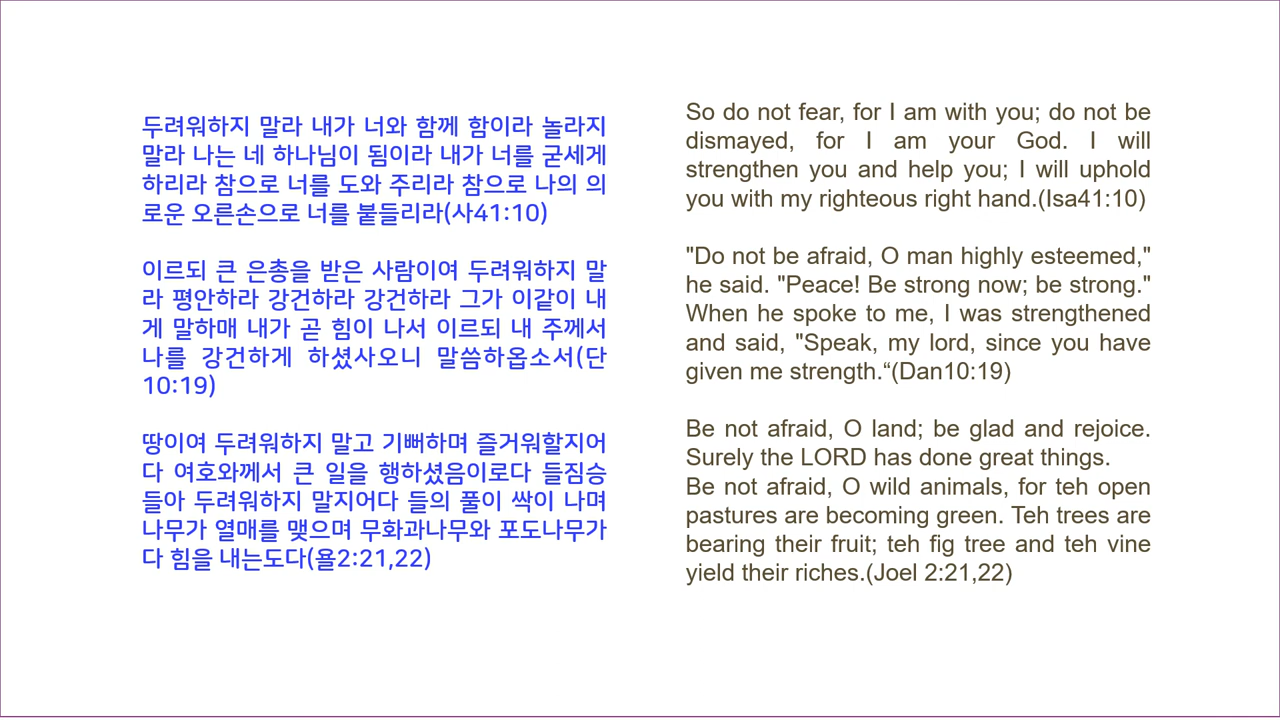 두려워하지 말라 내가 너와 함께 함이라 놀라지
말라 나는 네 하나님이 됨이라 내가 너를 굳세게
하리라 참으로 너를 도와 주리라 참으로 나의 의
로운 오른손으로 너를 붙들리라(사41:10)
이르되 큰 은총을 받은 사람이여 두려워하지 말
라 평안하라 강건하라 강건하라 그가 이같이 내
게 말하매 내가 곧 힘이 나서 이르되 내 주께서
나를 강건하게 하셨사오니 말씀하옵소서(단
10:19)
땅이여 두려워하지 말고 기뻐하며 즐거워할지어
다 여호와께서 큰 일을 행하셨음이로다 들짐승
들아 두려워하지 말지어다 들의 풀이 싹이 나며
나무가 열매를 맺으며 무화과나무와 포도나무가
다 힘을 내는도다(욜2:21,22)
So do not fear, for I am with you; do not be
dismayed, for I am your God. I will
strengthen you and help you; I will uphold
you with my righteous right hand.(Isa41:10)
"Do not be afraid, O man highly esteemed,"
he said. "Peace! Be strong now; be strong."
When he spoke to me, I was strengthened
and said, "Speak, my lord, since you have
given me strength.“(Dan10:19)
Be not afraid, O land; be glad and rejoice.
Surely the LORD has done great things.
Be not afraid, O wild animals, for teh open
pastures are becoming green. Teh trees are
bearing their fruit; teh fig tree and teh vine
yield their riches.(Joel 2:21,22)